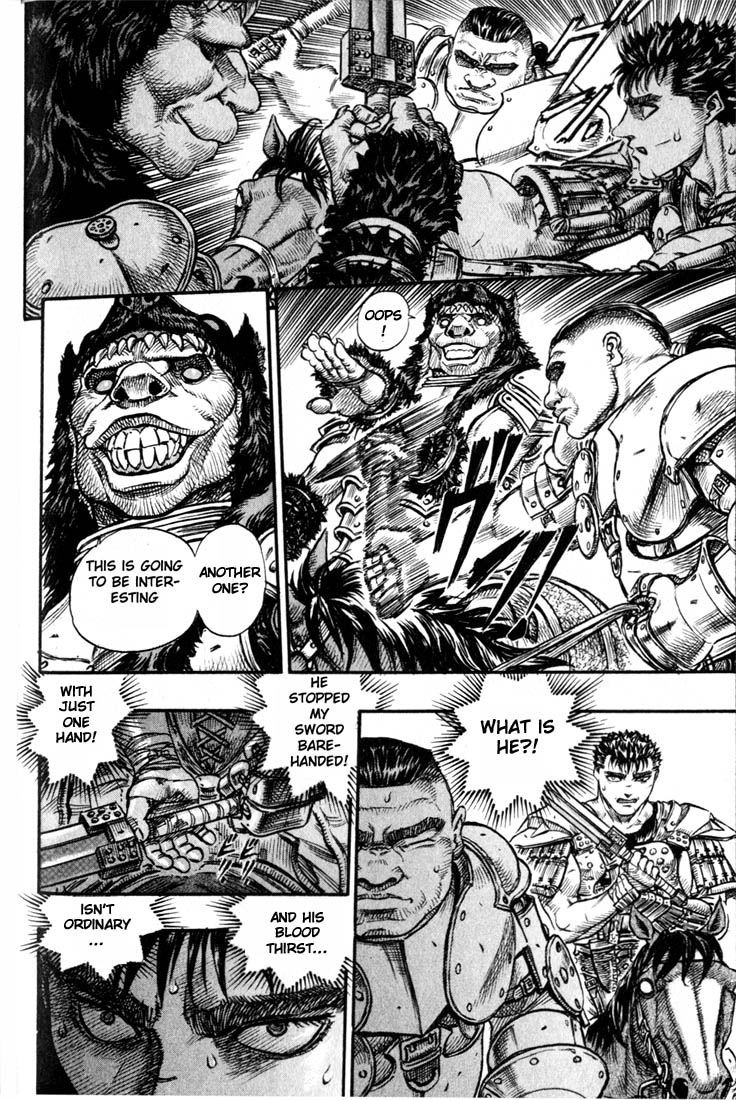 OOPS
!
ANOTHER
ONE?
THIS IS GOING
TO BE INTER-
ESTING
WHAT IS
HE?!
HE
STOPPED
MY
SWORD
BARE-
HANDED!
WITH
JUST
ONE
HAND!
AND HIS
BLOOD
THIRST...
ISN'T
ORDINARY
...